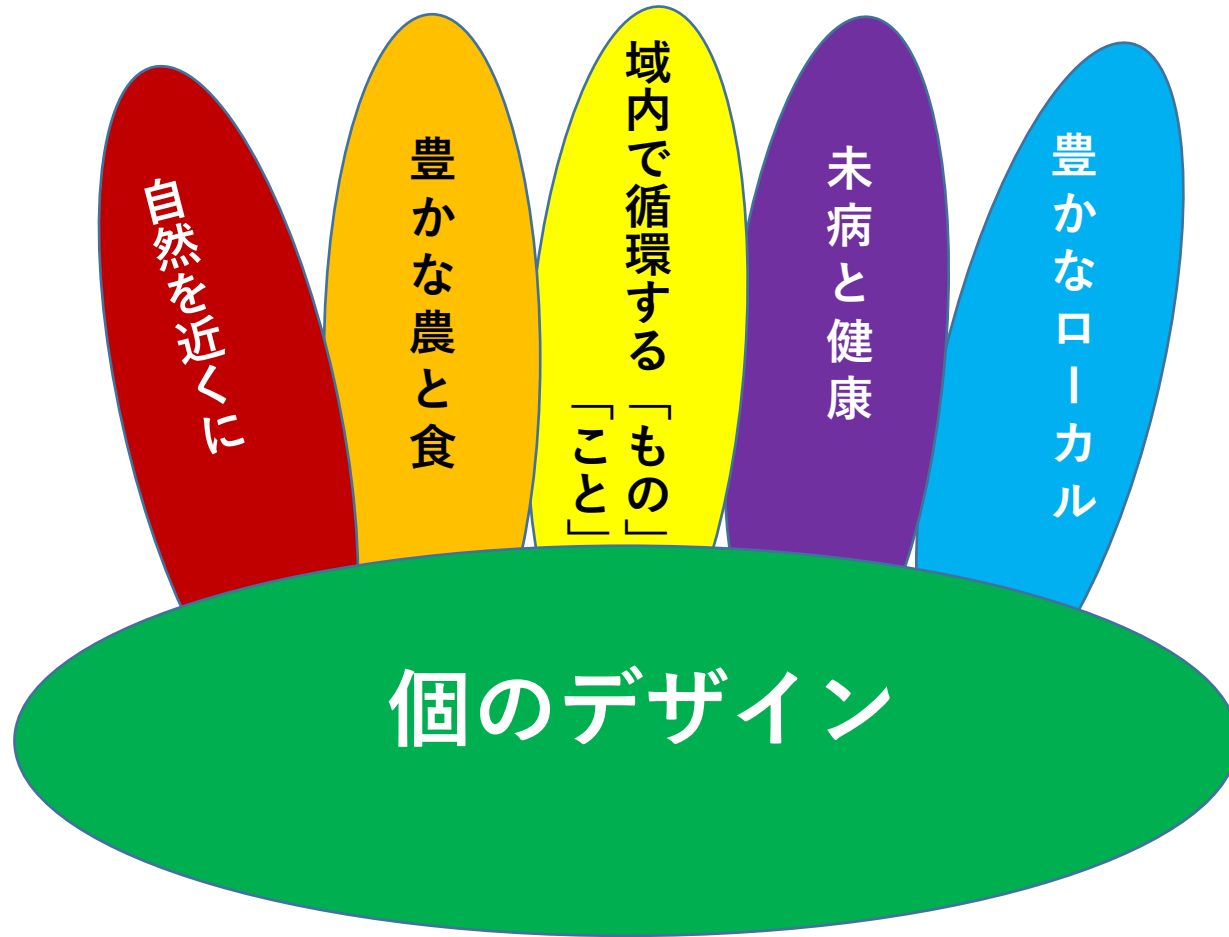 自然を近くに
豊かな農と食
域内で循環する「もの」
「こと」
未病と健康
豊かなローカル
個のデザイン